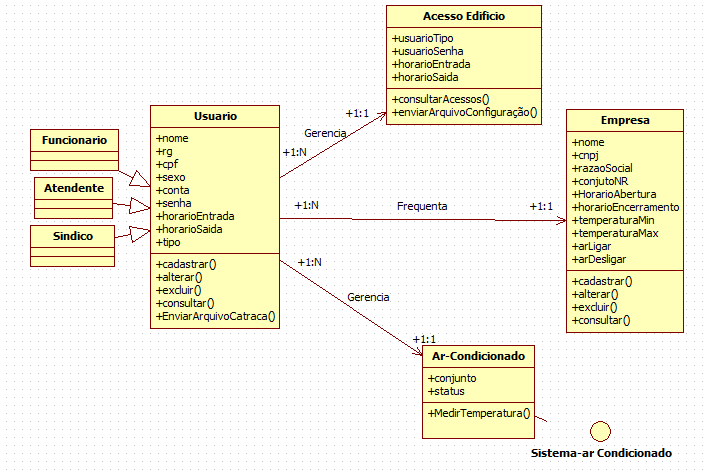 Acesso Edificio
+usuarioTipo
+usuarioSenha
+horarioEntrada
+horarioSaida
+consultarAcessos()
+enviarArquivoConfiguração()
+1:1
Gerencia
+1:N
Usuario
+nome
+rg
+cpf
+sexo
+conta
+senha
+horarioEntrada
+horarioSaida
+tipo
+cadastrar()
+alterar()
+excluir()
+consultar()
+EnviarArquivoCatraca()
Funcionario
Atendente
Sindico
+1:N
Frequenta
+1:1
Empresa
+nome
+cnpj
+razaoSocial
+conjutoNR
+HorarioAbertura
+horarioEncerramento
+temperaturaMin
+temperaturaMax
+arLigar
+arDesligar
+cadastrar()
+alterar()
+excluir()
+consultar()
+1:N
Gerencia
+1:1
Ar-Condicionado
+conjunto
+status
+MedirTemperatura()
Sistema-ar Condicionado